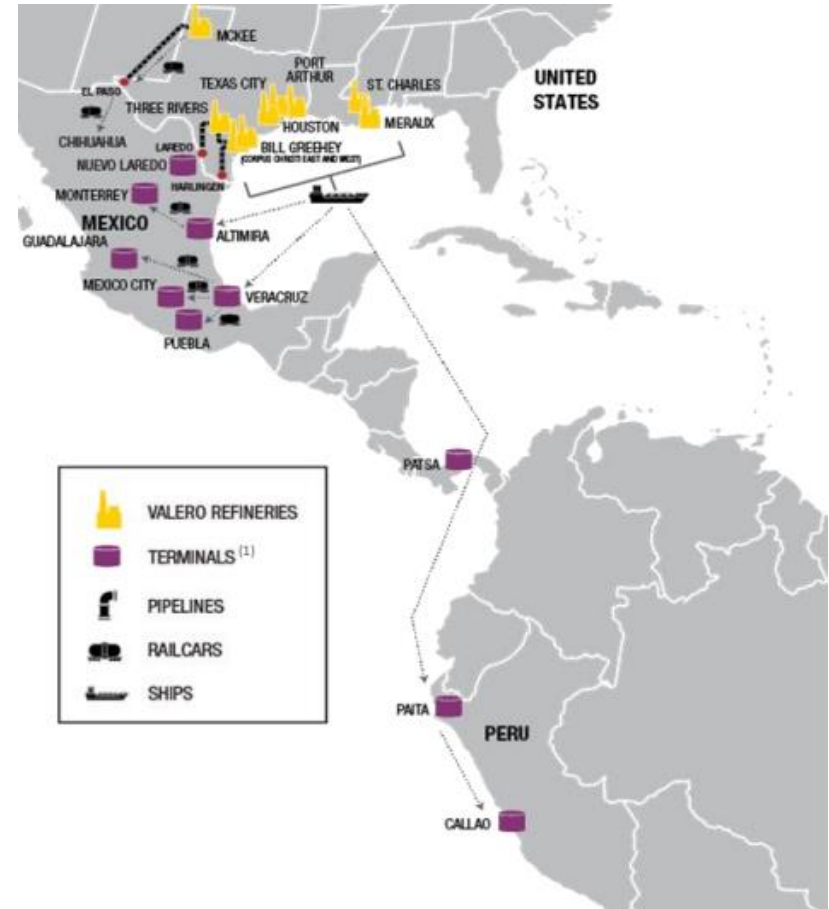 MCKEE
PORT
ARTHUR
TEXAS CITY
ST. CHARLES
UNITED
STATES
EL PASO
THREE RIVERS
HOUSTON
MERAUX
CHIHUAHUA
LAREDO
BILL GREEHEY
(CORPUS CHRISTI EAST AND WEST)
NUEVO LAREDO
HARLINGEN
MONTERREY
MEXICO
ALTIMIRA
GUADALAJARA
MEXICO CITY
VERACRUZ
PUEBLA
PATSA
VALERO REFINERIES
TERMINALS (1)
PIPELINES
RAILCARS
SHIPS
PAITA
PERU
CALLAO